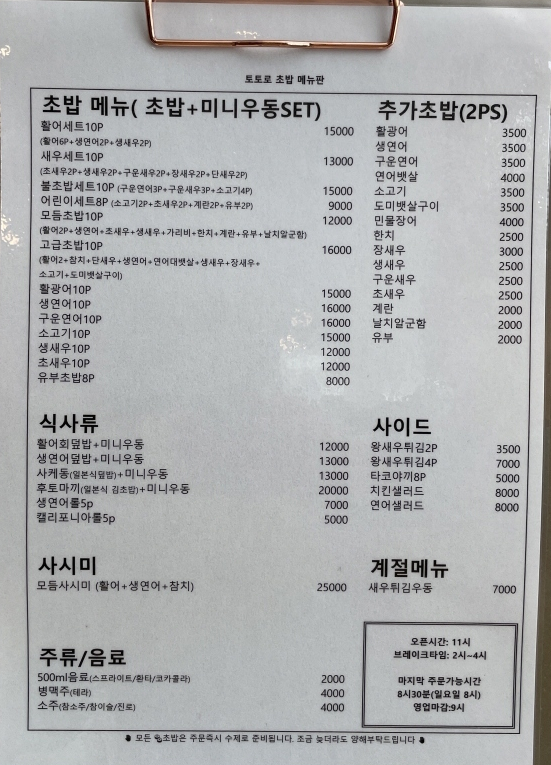 토토로 초밥 메뉴판
초밥 메뉴( 초밥+미니우동SET)
활어세트10P 15000
(활어6P+생연어2P+생새우2P)
새우세트10P 13000
(초새우2P+생새우2P+구운새우2P+장새우2P+단새우2P)
불초밥세트10P (구운연어3P+구운새우3P+소고기4P) 15000
어린이세트8P (소고기2P+초새우2P+계란2P+유부2P) 9000
모듬초밥10P 12000
(활어2P+생연어+초새우+생새우+가리비+한치+계란+유부+날치알군함)
고급초밥10P 16000
(활어2+참치+단새우+생연어+연어대뱃살+생새우+장새우+
소고기+도미뱃살구이)
활광어10P 15000
생연어10P 16000
구운연어10P 16000
소고기10P 15000
생새우10P 12000
초새우10P 12000
유부초밥8P 8000
추가초밥(2PS)
활광어 3500
생연어 3500
구운연어 3500
연어뱃살 4000
소고기 3500
도미뱃살구이 3500
민물장어 4000
한치 2500
장새우 3000
생새우 2500
구운새우 2500
초새우 2500
계란 2000
날치알군함 2000
유부 2000
식사류
활어회덮밥+미니우동 12000
생연어덮밥+미니우동 13000
사케동(일본식덮밥)+미니우동 13000
후토마끼(일본식 김초밥)+미니우동 20000
생연어롤5p 7000
캘리포니아롤5p 5000
사이드
왕새우튀김2P 3500
왕새우튀김4P 7000
타코야끼8P 5000
치킨샐러드 8000
연어샐러드 8000
사시미
모듬사시미 (활어+생연어+참치) 25000
계절메뉴
새우튀김우동 7000
주류/음료
500ml음료(스프라이트/환타/코카콜라) 2000
병맥주(테라) 4000
소주(참소주/참이슬/진로) 4000
오픈시간: 11시
브레이크타임: 2시~4시
마지막 주문가능시간
8시30분(일요일 8시)
영업마감:9시
모든 초밥은 주문즉시 수제로 준비됩니다. 조금 늦더라도 양해부탁드립니다